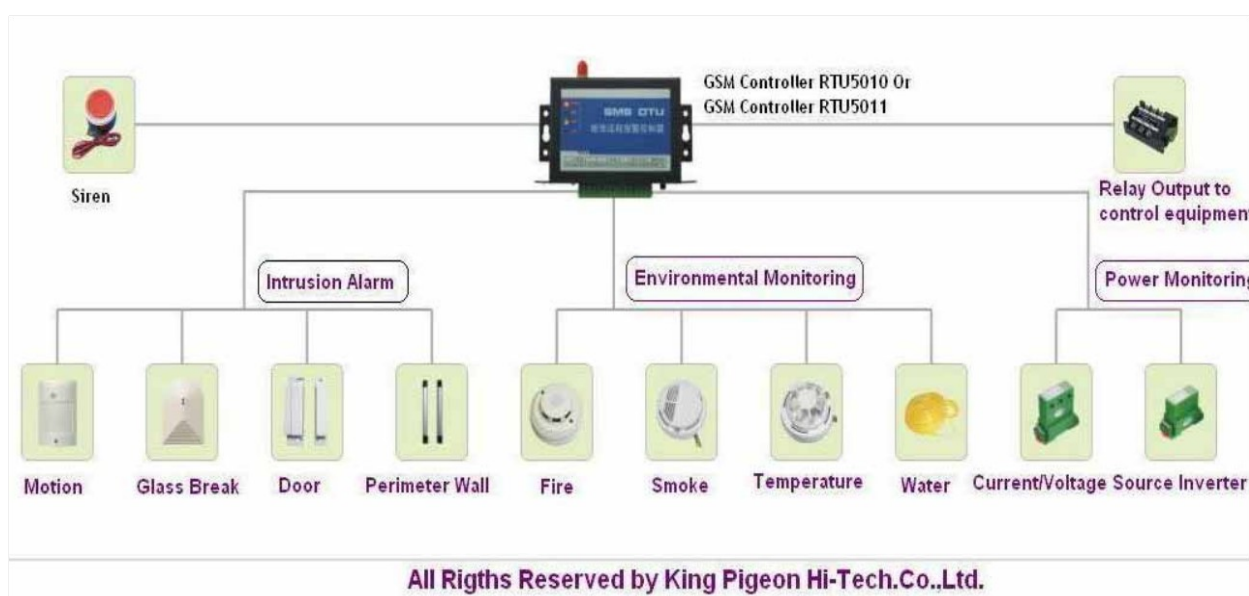 GSM Controller RTU5010 Or
GSM Controller RTU5011
SMS DTU
Siren
Relay Output to
control equipment
Intrusion Alarm
Environmental Monitoring
Power Monitoring
Motion
Glass Break
Door
Perimeter Wall
Fire
Smoke
Temperature
Water
Current/Voltage
Source Inverter
All Rigths Reserved by King Pigeon Hi-Tech.Co.,Ltd.